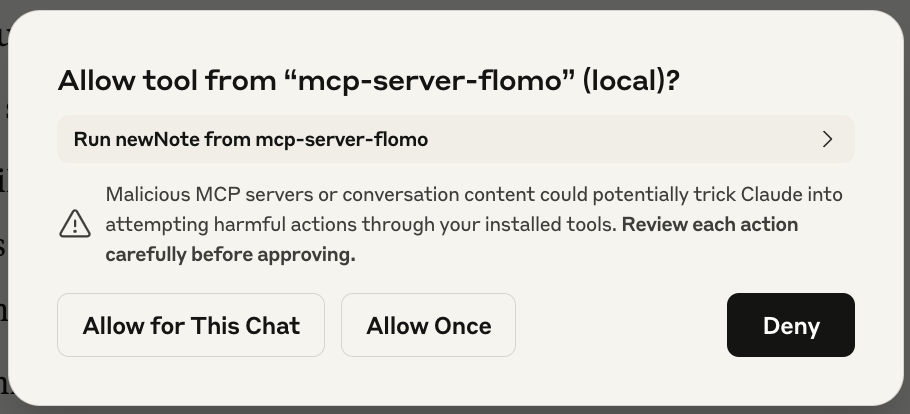 Allow tool from “mcp-server-flomo” (local)?
Run newNote from mcp-server-flomo
Malicious MCP servers or conversation content could potentially trick Claude into
attempting harmful actions through your installed tools. Review each action
carefully before approving.
Allow for This Chat
Allow Once
Deny